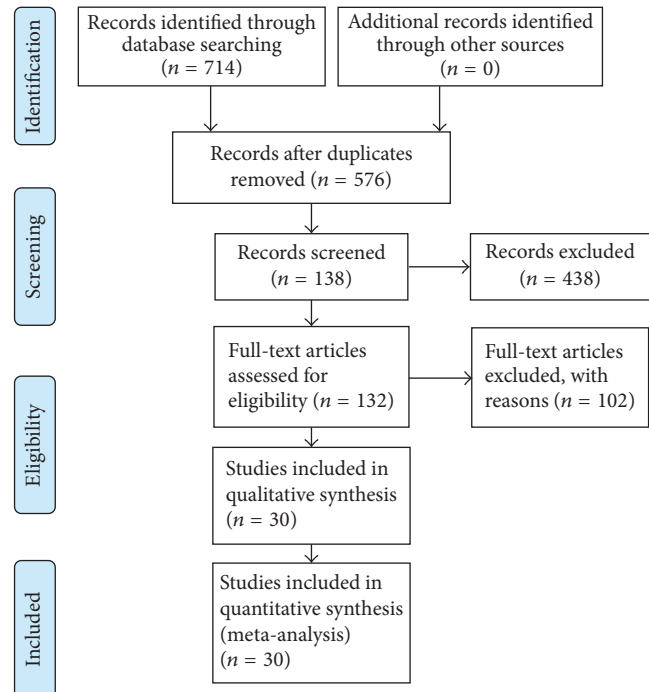 Identification
Records identified through
database searching
(n = 714)
Additional records identified
through other sources
(n = 0)
Records after duplicates
removed (n = 576)
Screening
Records screened
(n = 138)
Records excluded
(n = 438)
Eligibility
Full-text articles
assessed for
eligibility (n = 132)
Full-text articles
excluded, with
reasons (n = 102)
Studies included in
qualitative synthesis
(n = 30)
Included
Studies included in
quantitative synthesis
(meta-analysis)
(n = 30)